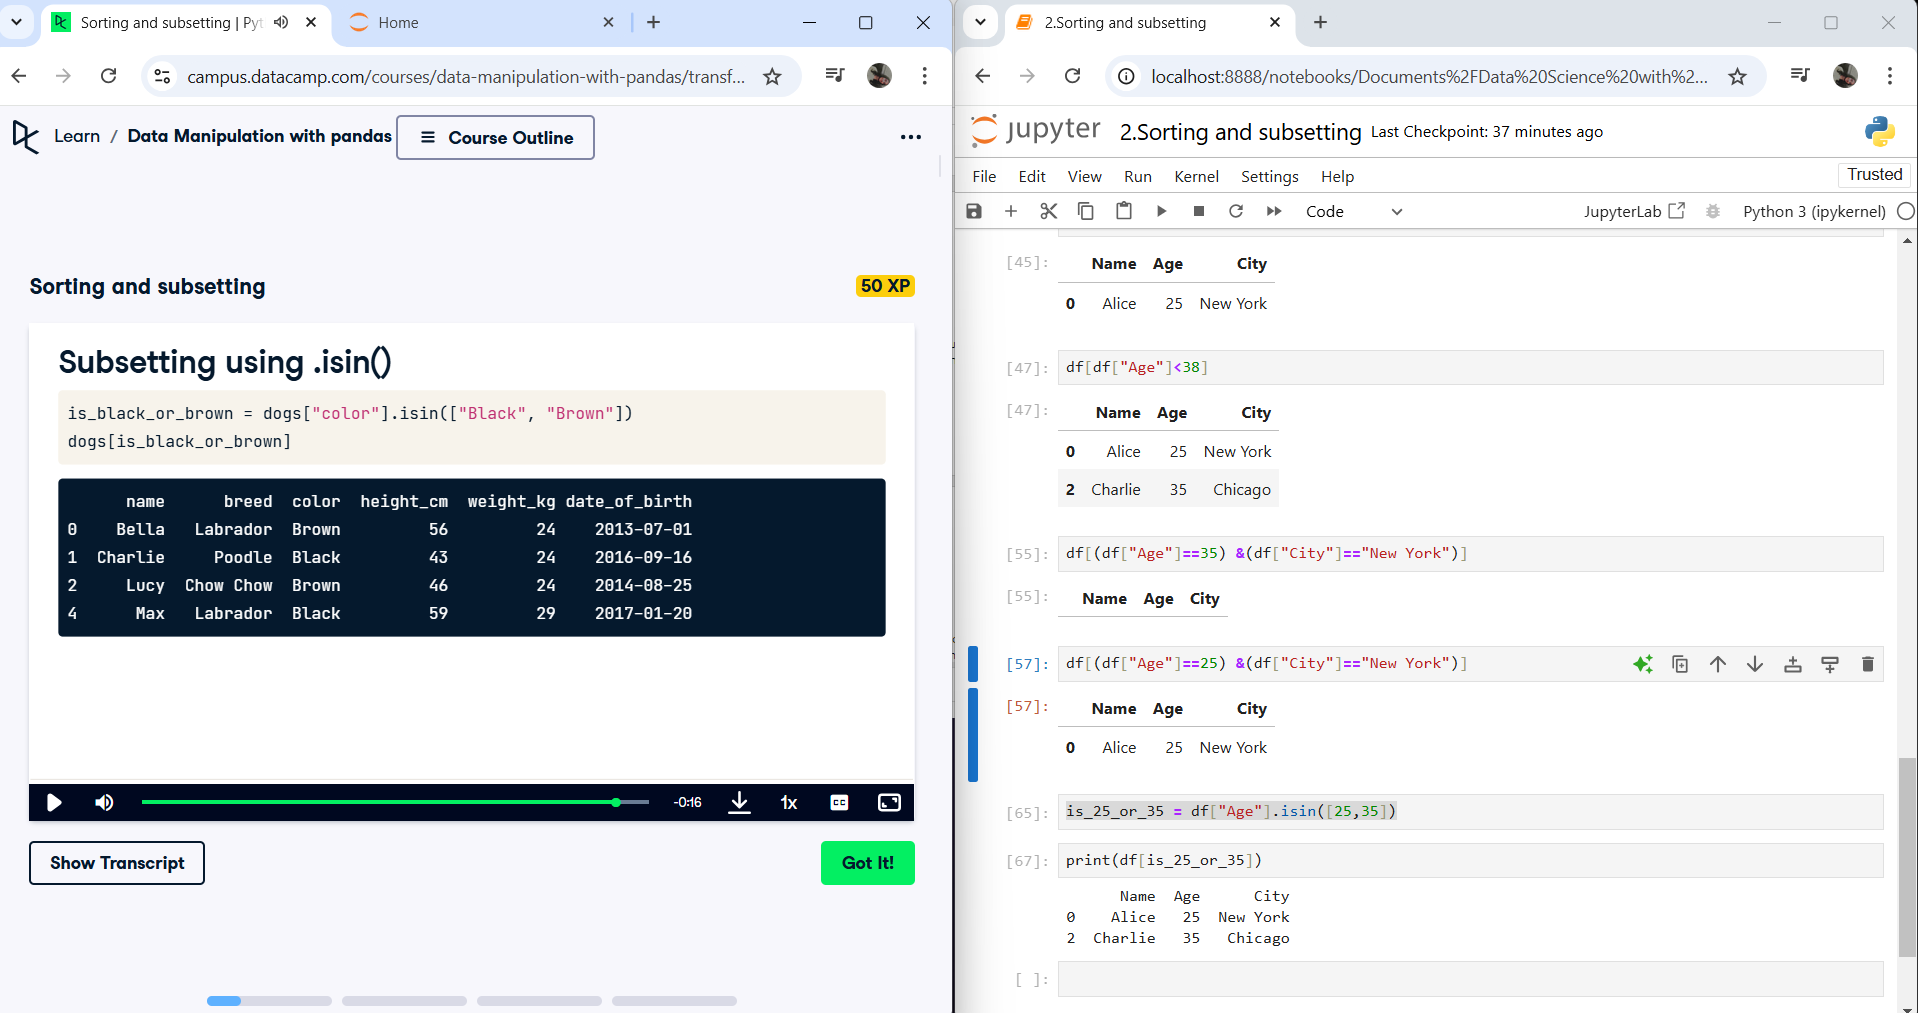 Sorting and subsetting | Pyt
Home
campus.datacamp.com/courses/data-manipulation-with-pandas/transf...
Learn / Data Manipulation with pandas
Course Outline
Sorting and subsetting
50 XP
Subsetting using .isin()
is_black_or_brown = dogs["color"].isin(["Black", "Brown"])
dogs[is_black_or_brown]
name breed color height_cm weight_kg date_of_birth
0 Bella Labrador Brown 56 24 2013-07-01
1 Charlie Poodle Black 43 24 2016-09-16
2 Lucy Chow Chow Brown 46 24 2014-08-25
4 Max Labrador Black 59 29 2017-01-20
-0:16
1x
CC
Show Transcript
Got It!
2.Sorting and subsetting
localhost:8888/notebooks/Documents%2FData%20Science%20with%2...
jupyter 2.Sorting and subsetting Last Checkpoint: 37 minutes ago
File Edit View Run Kernel Settings Help
Trusted
Code
JupyterLab
Python 3 (ipykernel)
[45]:
Name Age City
0 Alice 25 New York
[47]: df[df["Age"]<38]
[47]:
Name Age City
0 Alice 25 New York
2 Charlie 35 Chicago
[55]: df[(df["Age"]==35) &(df["City"]=="New York")]
[55]:
Name Age City
[57]: df[(df["Age"]==25) &(df["City"]=="New York")]
[57]:
Name Age City
0 Alice 25 New York
[65]: is_25_or_35 = df["Age"].isin([25,35])
[67]: print(df[is_25_or_35])
Name Age City
0 Alice 25 New York
2 Charlie 35 Chicago
[ ]: